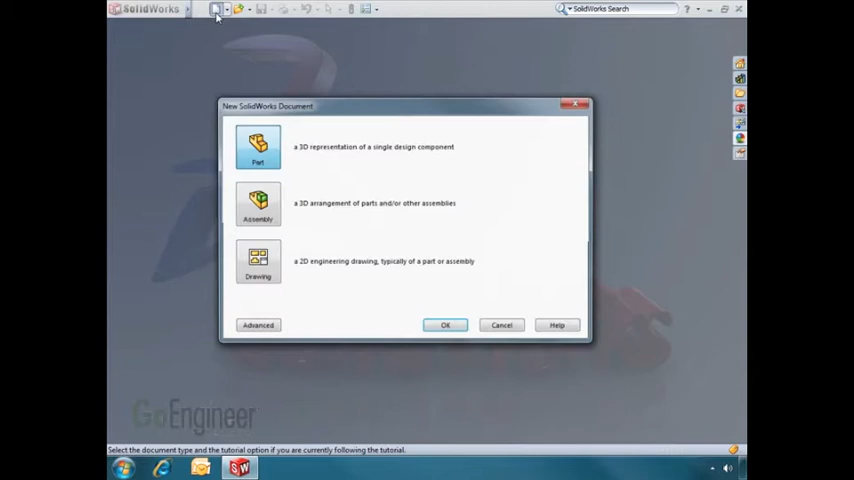 SolidWorks
SolidWorks Search
New SolidWorks Document
Part
a 3D representation of a single design component
Assembly
a 3D arrangement of parts and/or other assemblies
Drawing
a 2D engineering drawing, typically of a part or assembly
Advanced
OK
Cancel
Help
GoEngineer
Select the document type and the tutorial option if you are currently following the tutorial.
SW